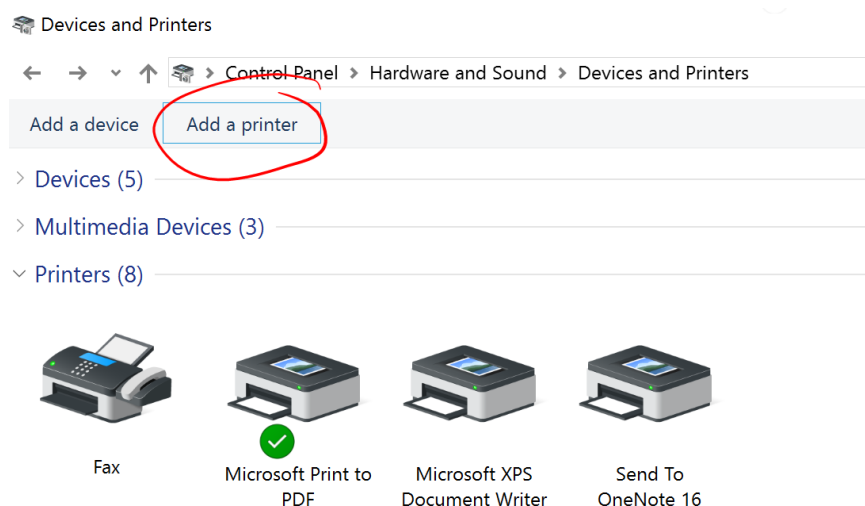 Devices and Printers
Control Panel > Hardware and Sound > Devices and Printers
Add a device Add a printer
Devices (5)
Multimedia Devices (3)
Printers (8)
Fax
Microsoft Print to
PDF
Microsoft XPS
Document Writer
Send To
OneNote 16